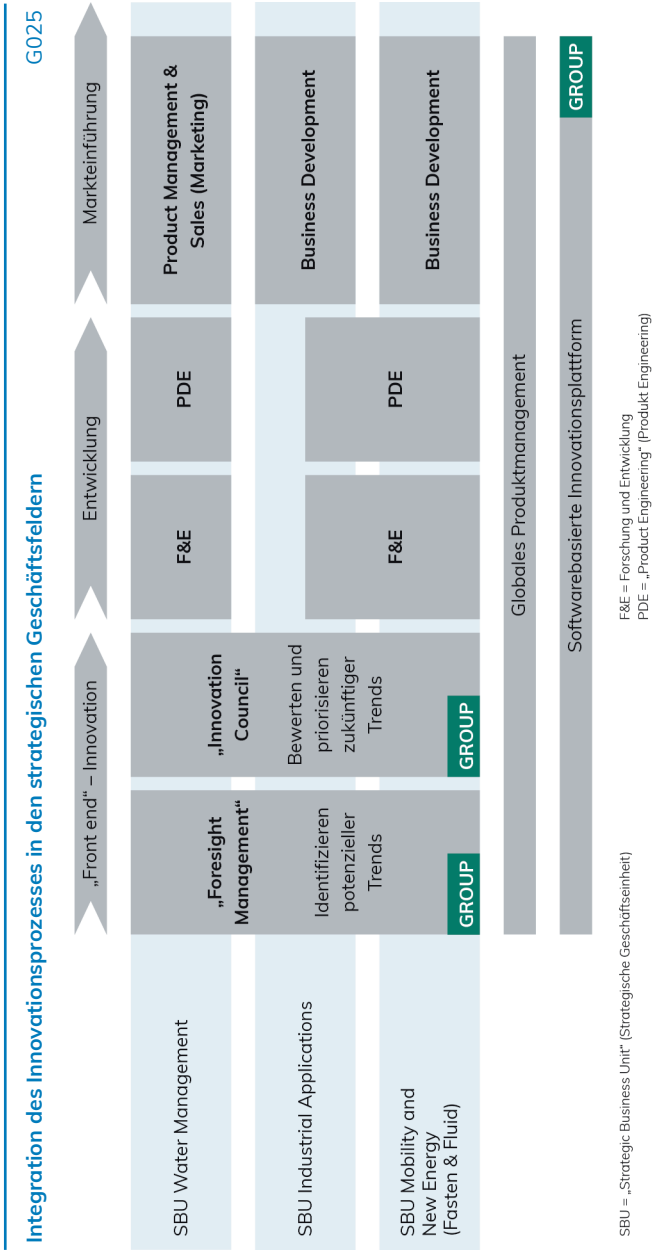 Integration des Innovationsprozesses in den strategischen Geschäftsfeldern
G025
„Front end“ – Innovation
Entwicklung
Markteinführung
SBU Water Management
SBU Industrial Applications
SBU Mobility and
New Energy
(Fasten & Fluid)
„Foresight
Management“
Identifizieren
potenzieller
Trends
GROUP
„Innovation
Council“
Bewerten und
priorisieren
zukünftiger
Trends
GROUP
F&E
PDE
Product Management &
Sales (Marketing)
Business Development
F&E
PDE
Business Development
Globales Produktmanagement
Softwarebasierte Innovationsplattform
GROUP
SBU = „Strategic Business Unit“ (Strategische Geschäftseinheit)
F&E = Forschung und Entwicklung
PDE = „Product Engineering“ (Produkt Engineering)